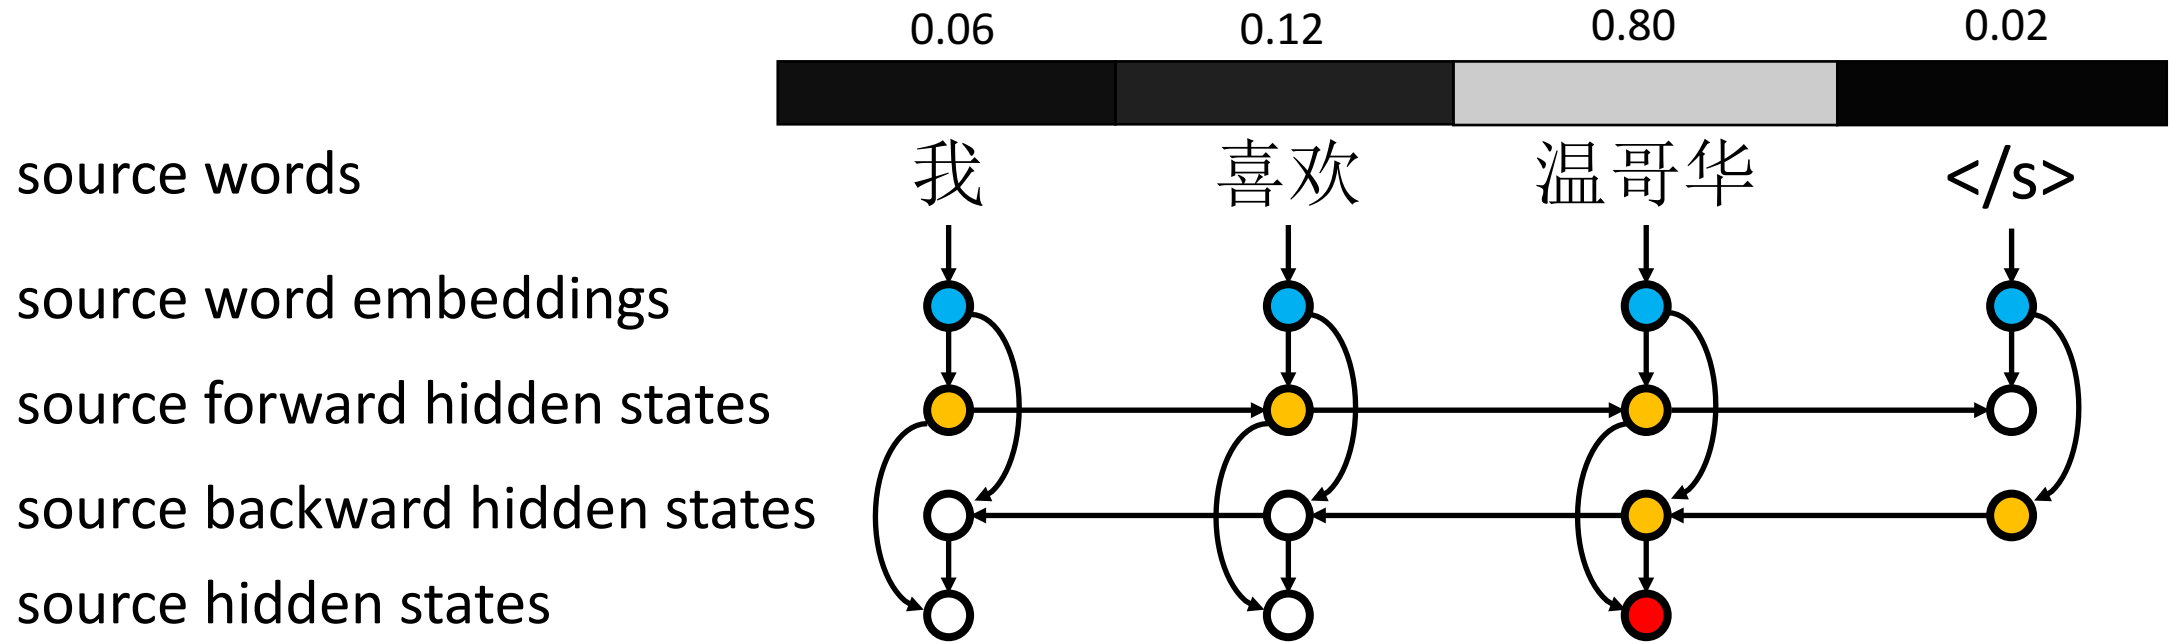 0.06 0.12 0.80 0.02
source words 我 喜欢 温哥华 </s>
source word embeddings
source forward hidden states
source backward hidden states
source hidden states